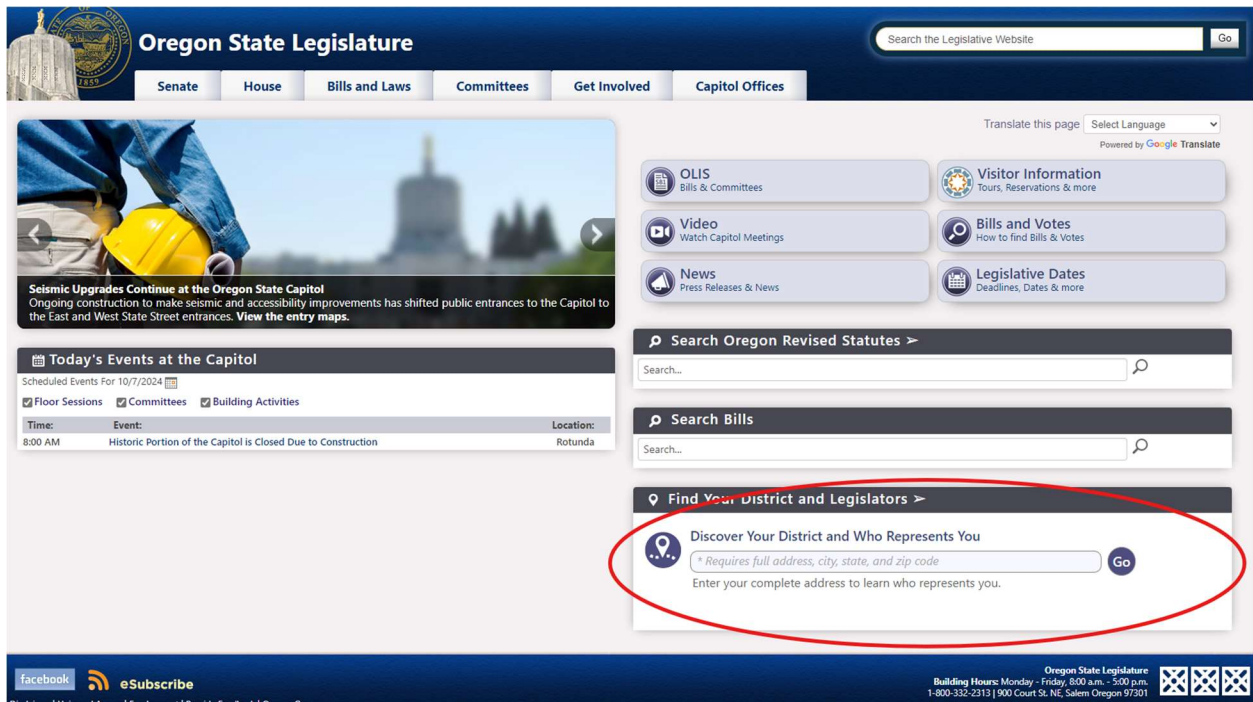 Oregon State Legislature
Search the Legislative Website
Go
Senate
House
Bills and Laws
Committees
Get Involved
Capitol Offices
1859
Translate this page
Select Language
Powered by Google Translate
Seismic Upgrades Continue at the Oregon State Capitol
Ongoing construction to make seismic and accessibility improvements has shifted public entrances to the Capitol to
the East and West State Street entrances. View the entry maps.
OLIS
Bills & Committees
Visitor Information
Tours, Reservations & more
Video
Watch Capitol Meetings
Bills and Votes
How to find Bills & Votes
News
Press Releases & News
Legislative Dates
Deadlines, Dates & more
Today's Events at the Capitol
Scheduled Events For 10/7/2024
Floor Sessions Committees Building Activities
Time: Event: Location:
8:00 AM Historic Portion of the Capitol is Closed Due to Construction Rotunda
Search Oregon Revised Statutes ➢
Search...
Search Bills
Search...
Find Your District and Legislators ➢
Discover Your District and Who Represents You
* Requires full address, city, state, and zip code
Go
Enter your complete address to learn who represents you.
facebook
eSubscribe
Oregon State Legislature
Building Hours: Monday - Friday, 8:00 a.m. - 5:00 p.m.
1-800-332-2313 | 900 Court St. NE, Salem Oregon 97301